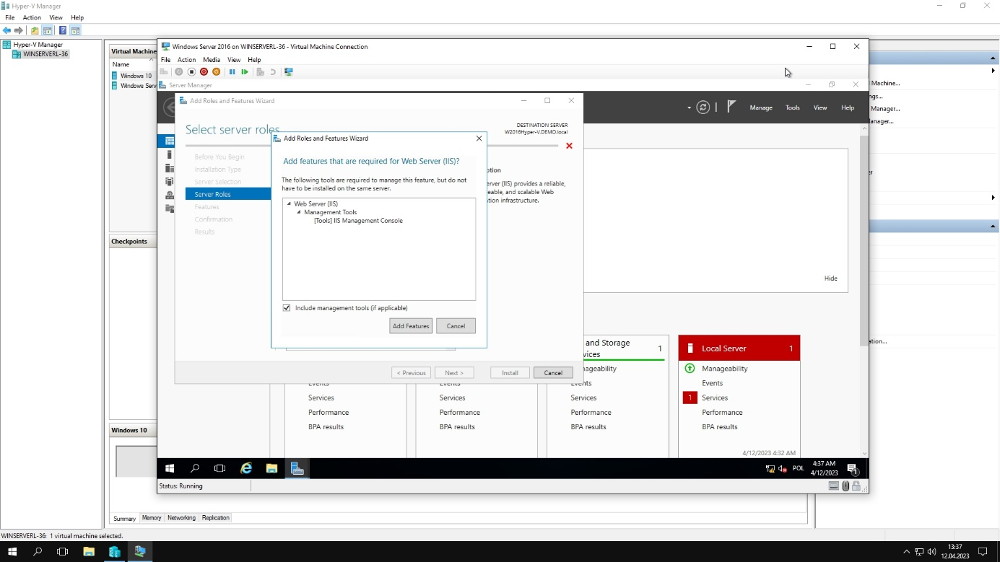 Hyper-V Manager
File Action View Help
Hyper-V Manager
WINSERVERL-36
Virtual Machine
Name
Windows 10
Windows Serv
Checkpoints
Windows 10
Summary Memory Networking Replication
WINSERVERL-36: 1 virtual machine selected.
Windows Server 2016 on WINSERVERL-36 - Virtual Machine Connection
File Action Media View Help
Server Manager
Manage Tools View Help
Add Roles and Features Wizard
Select server roles
DESTINATION SERVER
W2016Hyper-V.DEMO.local
Before You Begin
Installation Type
Server Selection
Server Roles
Features
Confirmation
Results
ption
erver (IIS) provides a reliable,
eable, and scalable Web
tion infrastructure.
Add Roles and Features Wizard
Add features that are required for Web Server (IIS)?
The following tools are required to manage this feature, but do not
have to be installed on the same server.
Web Server (IIS)
Management Tools
[Tools] IIS Management Console
Include management tools (if applicable)
Add Features Cancel
< Previous Next > Install Cancel
Hide
Events
Services
Performance
BPA results
Events
Services
Performance
BPA results
and Storage 1
vices
nageability
Events
Services
Performance
BPA results
Local Server 1
Manageability
Events
1 Services
Performance
BPA results
4/12/2023 4:32 AM
POL
4:37 AM
4/12/2023
1
Status: Running
Machine...
ngs...
Manager...
anager...
er
ation...
13:37
12.04.2023